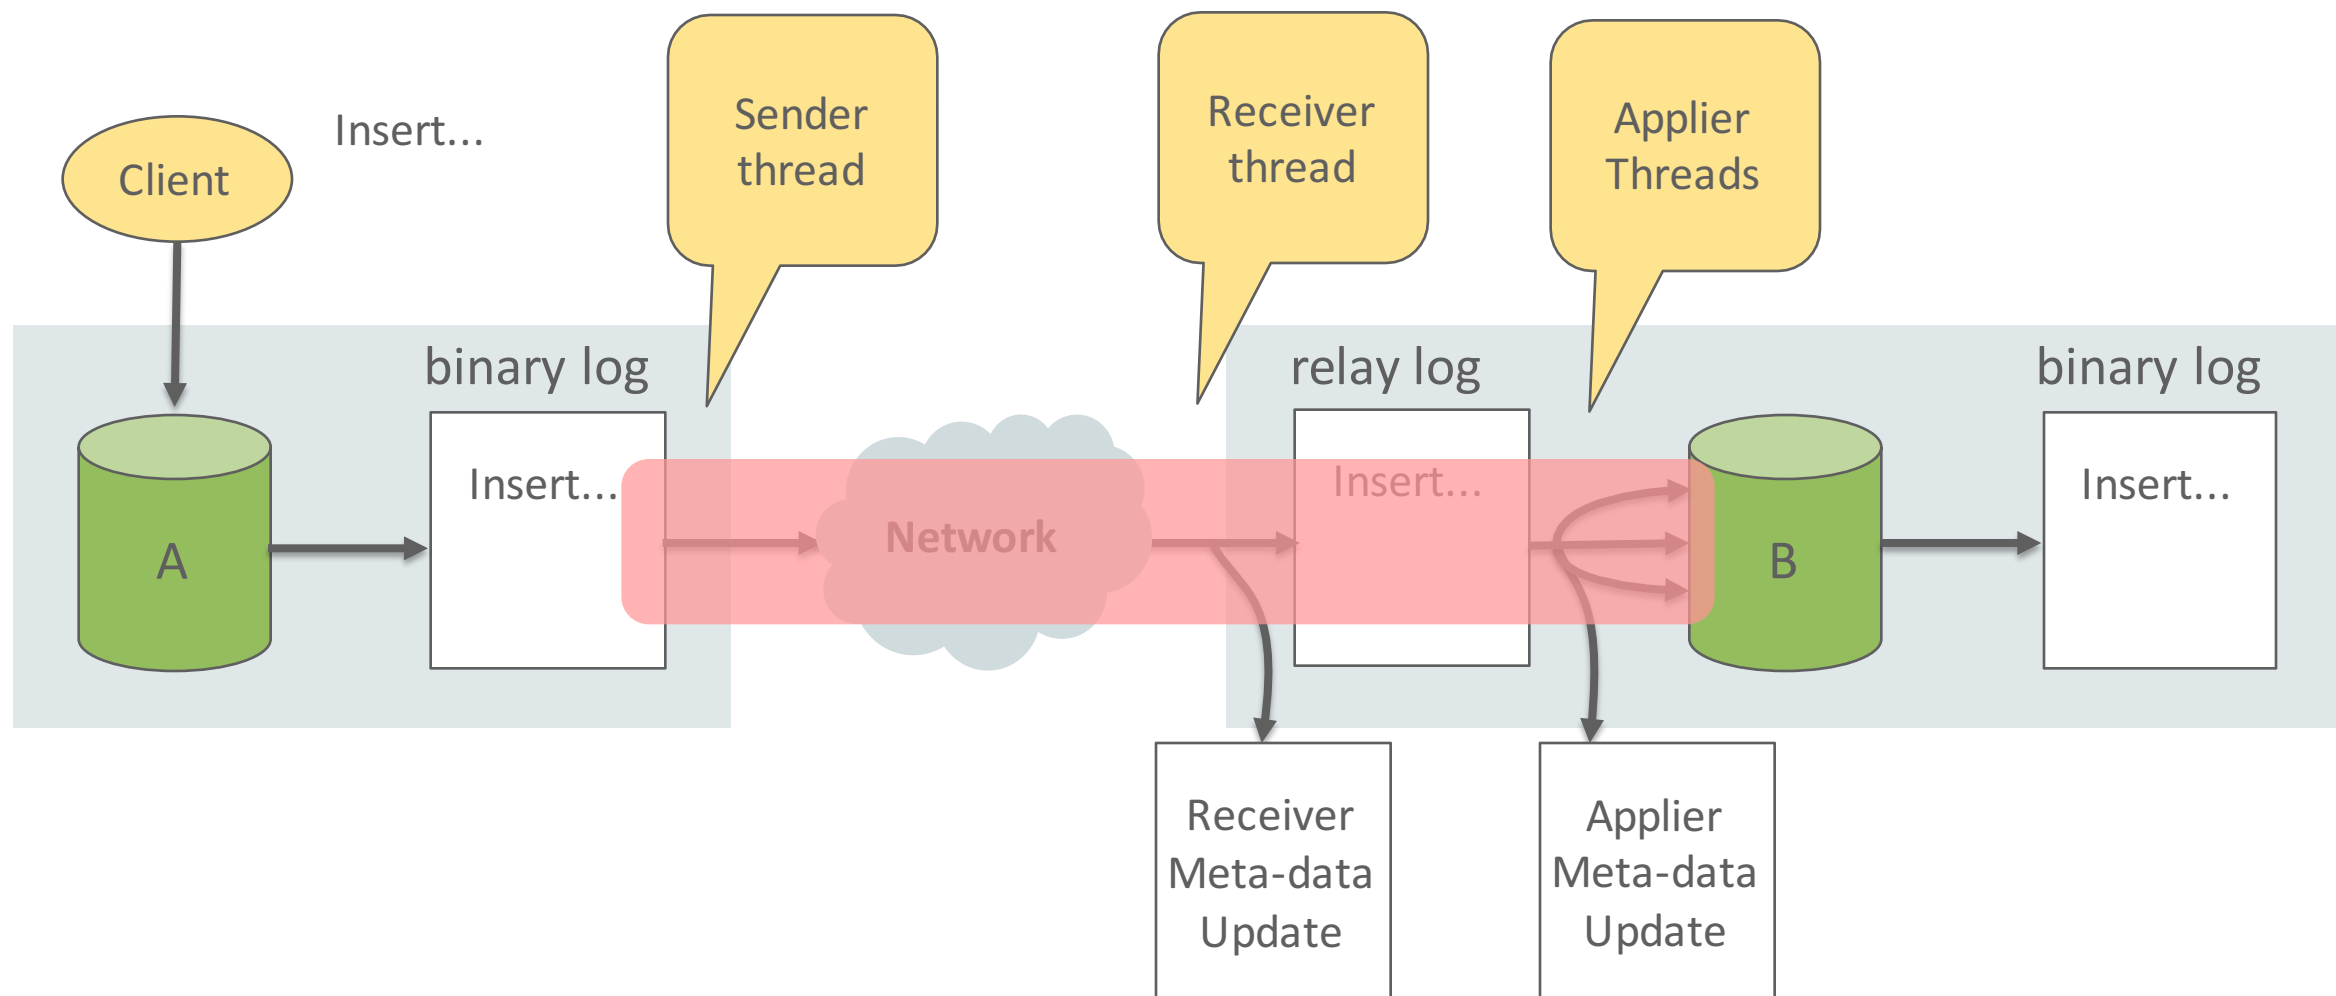 Client
Insert...
Sender
thread
Receiver
thread
Applier
Threads
binary log
relay log
binary log
Insert...
Insert...
Insert...
A
Network
B
Receiver
Meta-data
Update
Applier
Meta-data
Update